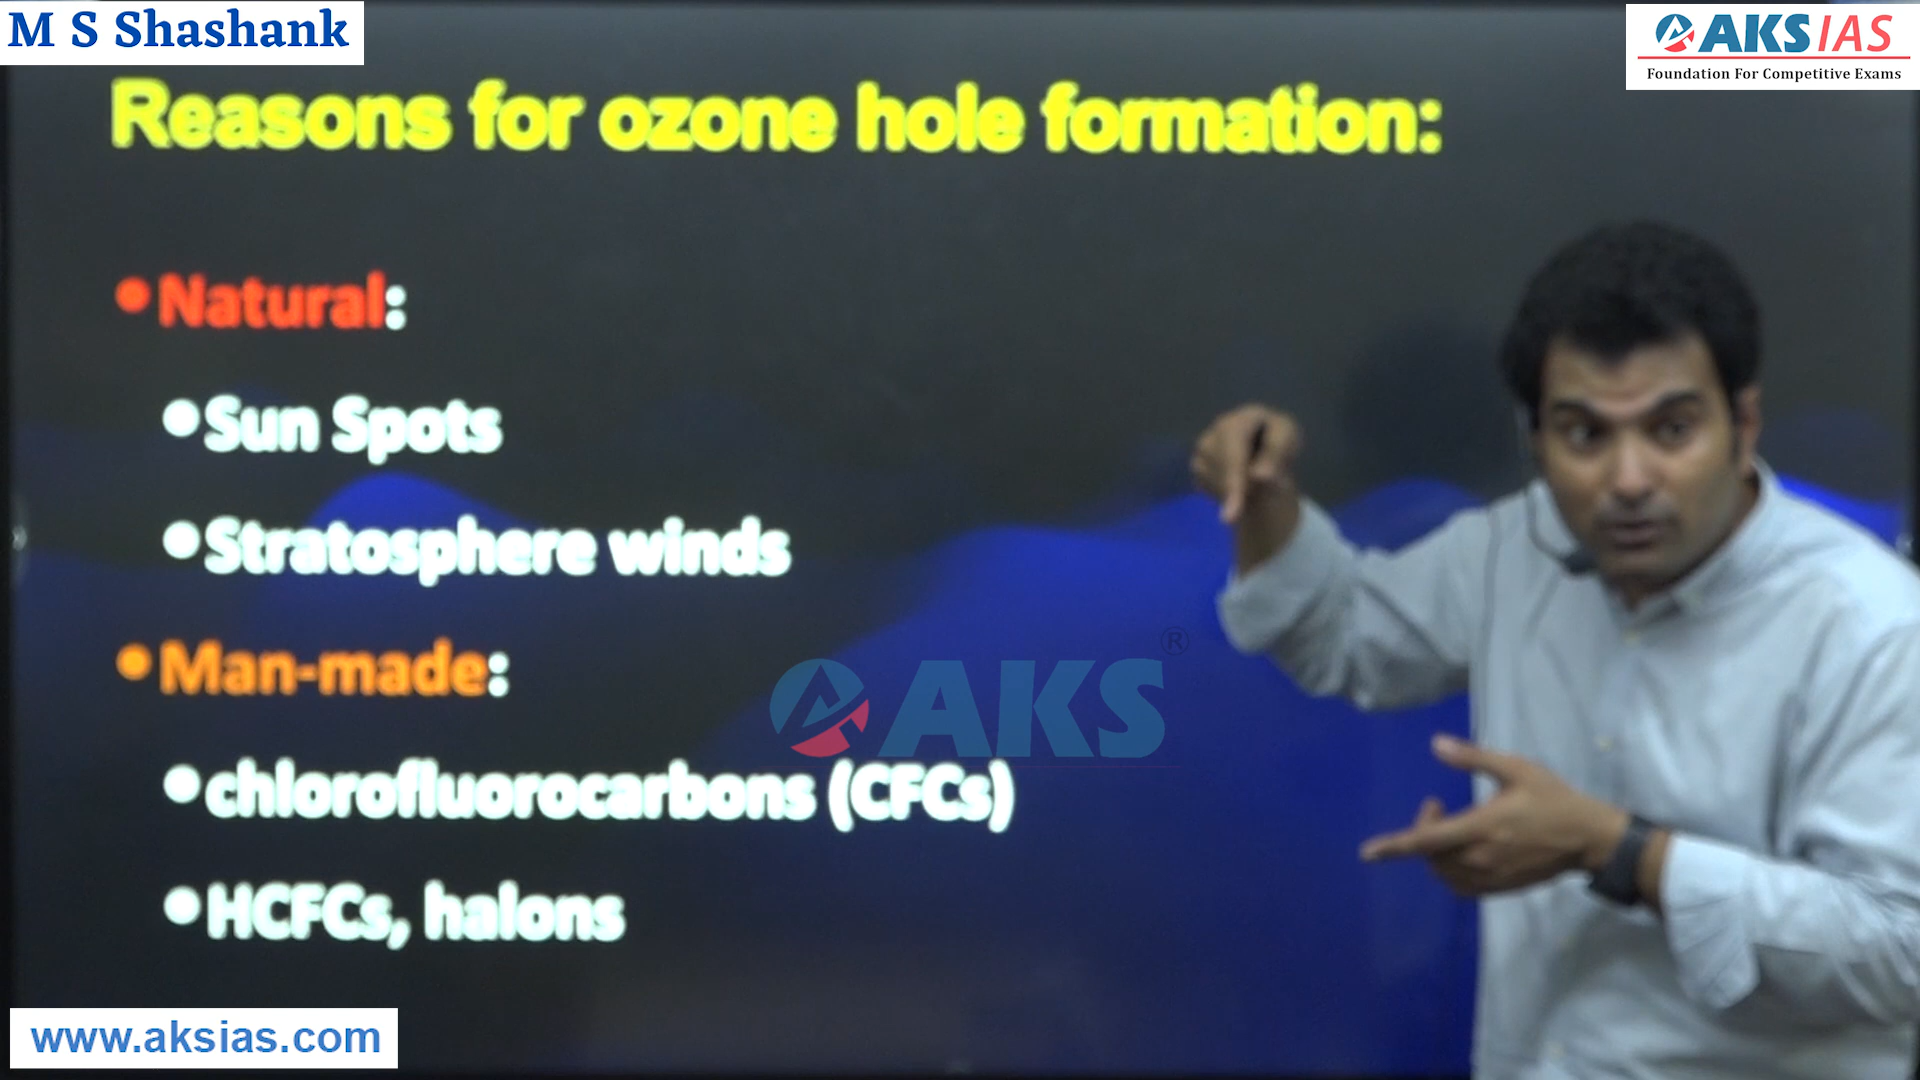 M S Shashank
AKS IAS
Foundation For Competitive Exams
Reasons for ozone hole formation:
•Natural:
•Sun Spots
•Stratosphere winds
•Man-made:
AKS®
•chlorofluorocarbons (CFCs)
•HCFCs, halons
www.aksias.com